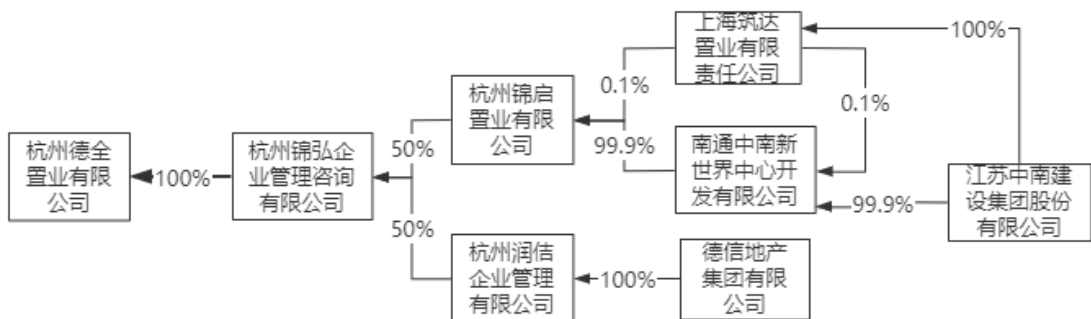 杭州德全
置业有限
公司
100%
杭州锦弘企
业管理咨询
有限公司
50%
50%
杭州锦启
置业有限
公司
杭州润佶
企业管理
有限公司
0.1%
99.9%
100%
上海筑达
置业有限
责任公司
南通中南新
世界中心开
发有限公司
德信地产
集团有限
公司
100%
0.1%
99.9%
江苏中南建
设集团股份
有限公司